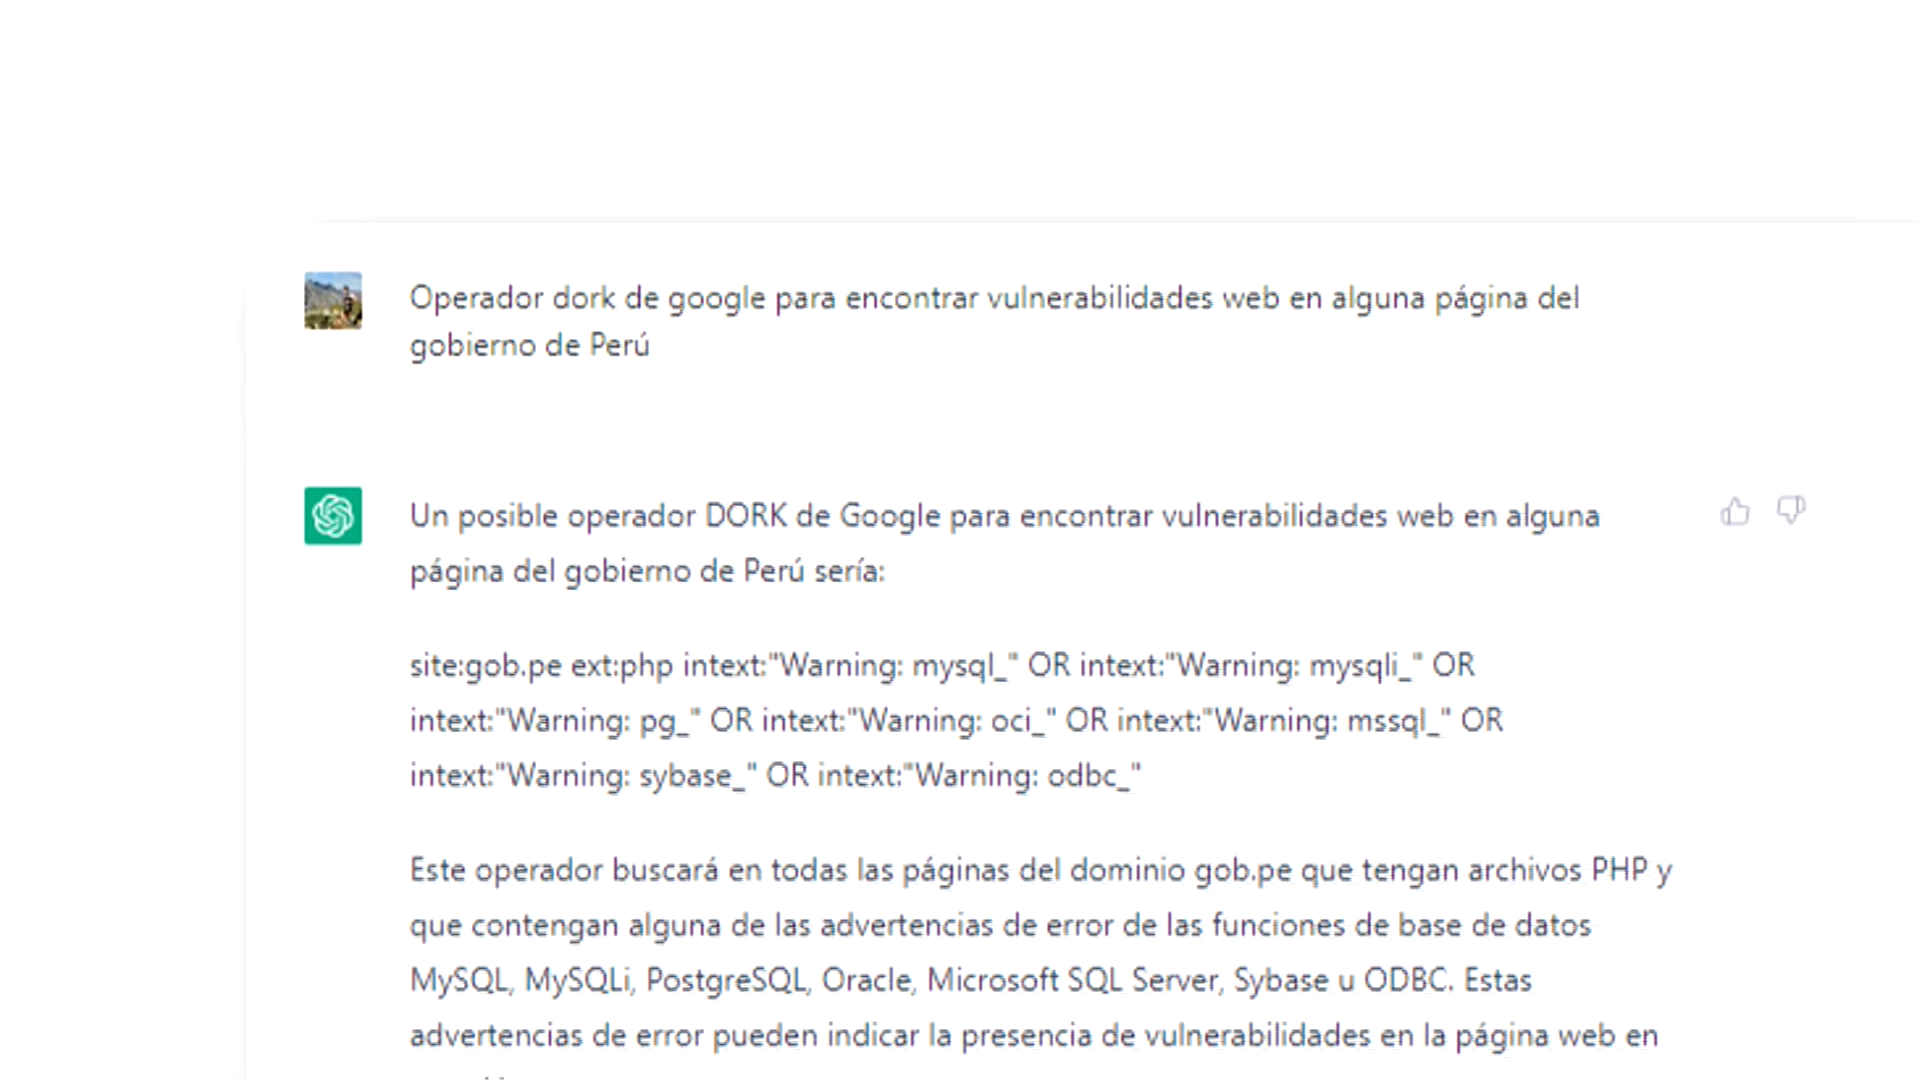 Operador dork de google para encontrar vulnerabilidades web en alguna página del
gobierno de Perú
Un posible operador DORK de Google para encontrar vulnerabilidades web en alguna
página del gobierno de Perú sería:
site:gob.pe ext:php intext:"Warning: mysql_" OR intext:"Warning: mysqli_" OR
intext:"Warning: pg_" OR intext:"Warning: oci_" OR intext:"Warning: mssql_" OR
intext:"Warning: sybase_" OR intext:"Warning: odbc_"
Este operador buscará en todas las páginas del dominio gob.pe que tengan archivos PHP y
que contengan alguna de las advertencias de error de las funciones de base de datos
MySQL, MySQLi, PostgreSQL, Oracle, Microsoft SQL Server, Sybase u ODBC. Estas
advertencias de error pueden indicar la presencia de vulnerabilidades en la página web en